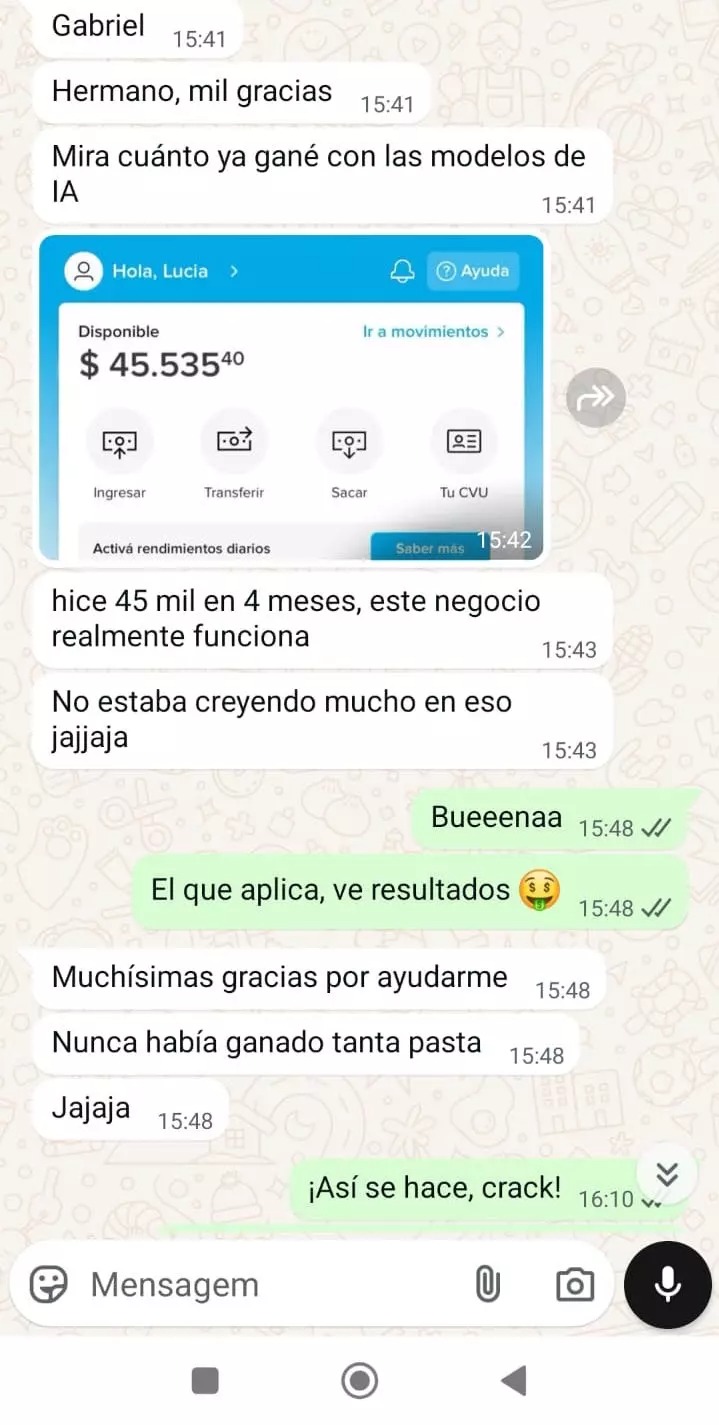 Gabriel 15:41
Hermano, mil gracias 15:41
Mira cuánto ya gané con las modelos de
IA
15:41
Hola, Lucia
Ayuda
Disponible
Ir a movimientos
$ 45.535⁴⁰
Ingresar
Transferir
Sacar
Tu CVU
Activá rendimientos diarios
Saber más
15:42
hice 45 mil en 4 meses, este negocio
realmente funciona
15:43
No estaba creyendo mucho en eso
jajjaja
15:43
Bueeenaa 15:48
El que aplica, ve resultados 🤑 15:48
Muchísimas gracias por ayudarme 15:48
Nunca había ganado tanta pasta 15:48
Jajaja 15:48
¡Así se hace, crack! 16:10
Mensagem